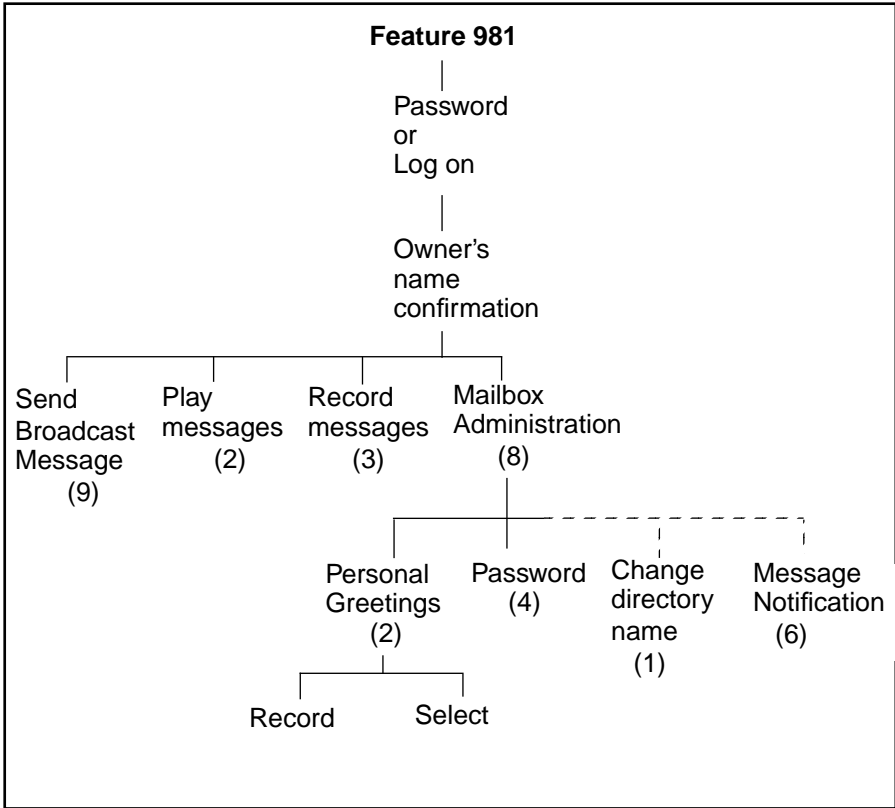 Feature 981
Password
or
Log on
Owner’s
name
confirmation
Send
Broadcast
Message
(9)
Play
messages
(2)
Record
messages
(3)
Mailbox
Administration
(8)
Personal
Greetings
(2)
Password
(4)
Change
directory
name
(1)
Message
Notification
(6)
Record
Select